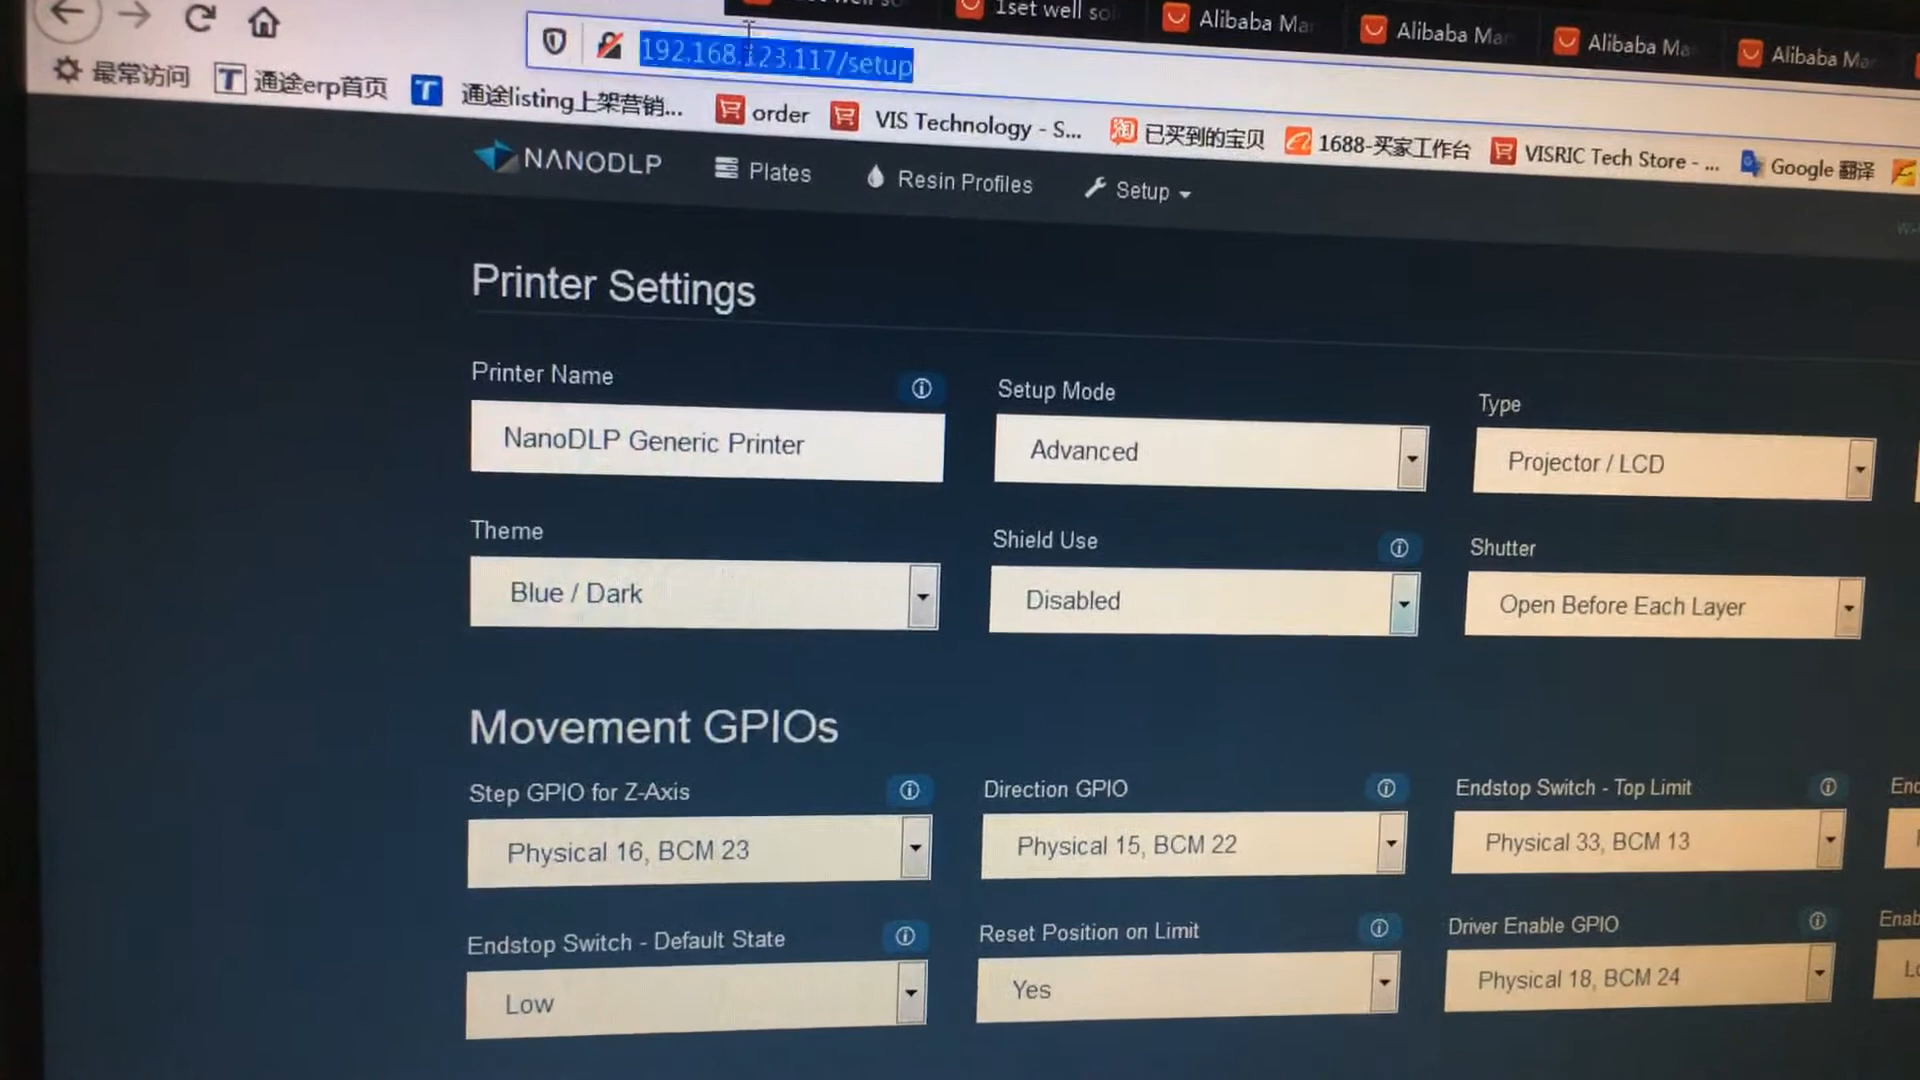 1set well so
Alibaba Ma
Alibaba Ma
Alibaba Ma
Alibaba Ma
192.168.123.117/setup
最常访问
通途erp首页
通途listing上架营销...
order
VIS Technology - S...
已买到的宝贝
1688-买家工作台
VISRIC Tech Store - ...
Google 翻译
NANODLP
Plates
Resin Profiles
Setup
Printer Settings
Printer Name
Setup Mode
Type
NanoDLP Generic Printer
Advanced
Projector / LCD
Theme
Shield Use
Shutter
Blue / Dark
Disabled
Open Before Each Layer
Movement GPIOs
Step GPIO for Z-Axis
Direction GPIO
Endstop Switch - Top Limit
Physical 16, BCM 23
Physical 15, BCM 22
Physical 33, BCM 13
Endstop Switch - Default State
Reset Position on Limit
Driver Enable GPIO
Enab
Low
Yes
Physical 18, BCM 24